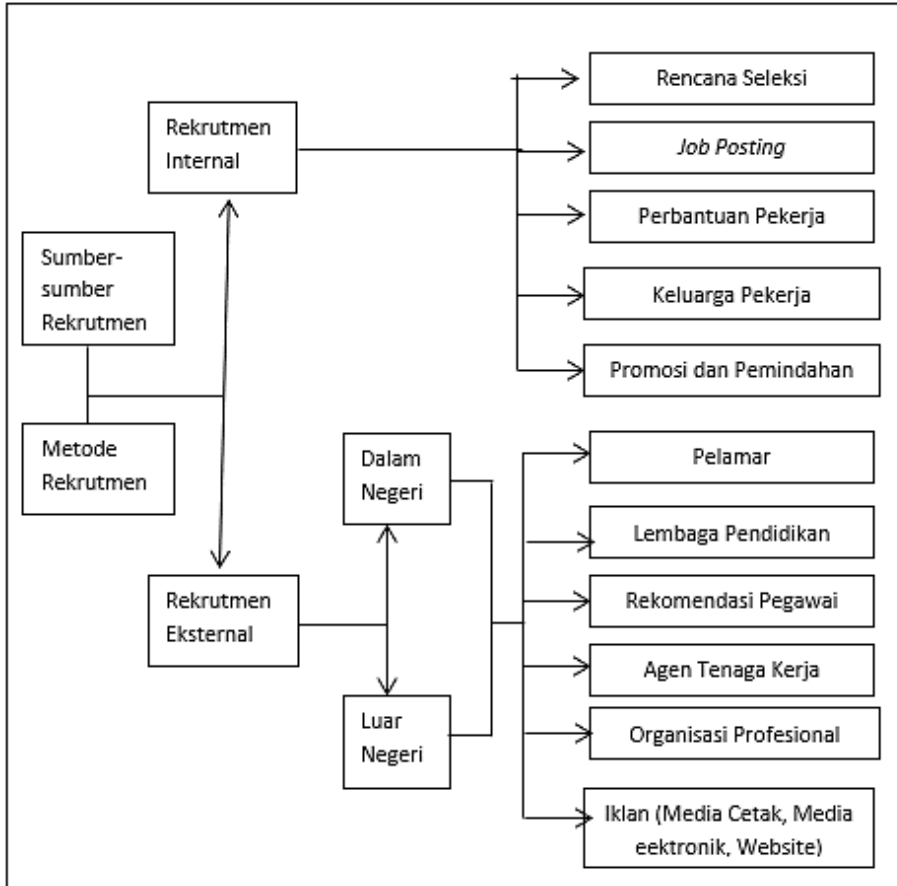 Rencana Seleksi
Rekrutmen
Internal
Job Posting
Perbantuan Pekerja
Sumber-
sumber
Rekrutmen
Keluarga Pekerja
Promosi dan Pemindahan
Metode
Rekrutmen
Dalam
Negeri
Pelamar
Lembaga Pendidikan
Rekrutmen
Eksternal
Rekomendasi Pegawai
Agen Tenaga Kerja
Luar
Negeri
Organisasi Profesional
Iklan (Media Cetak, Media
eektronik, Website)